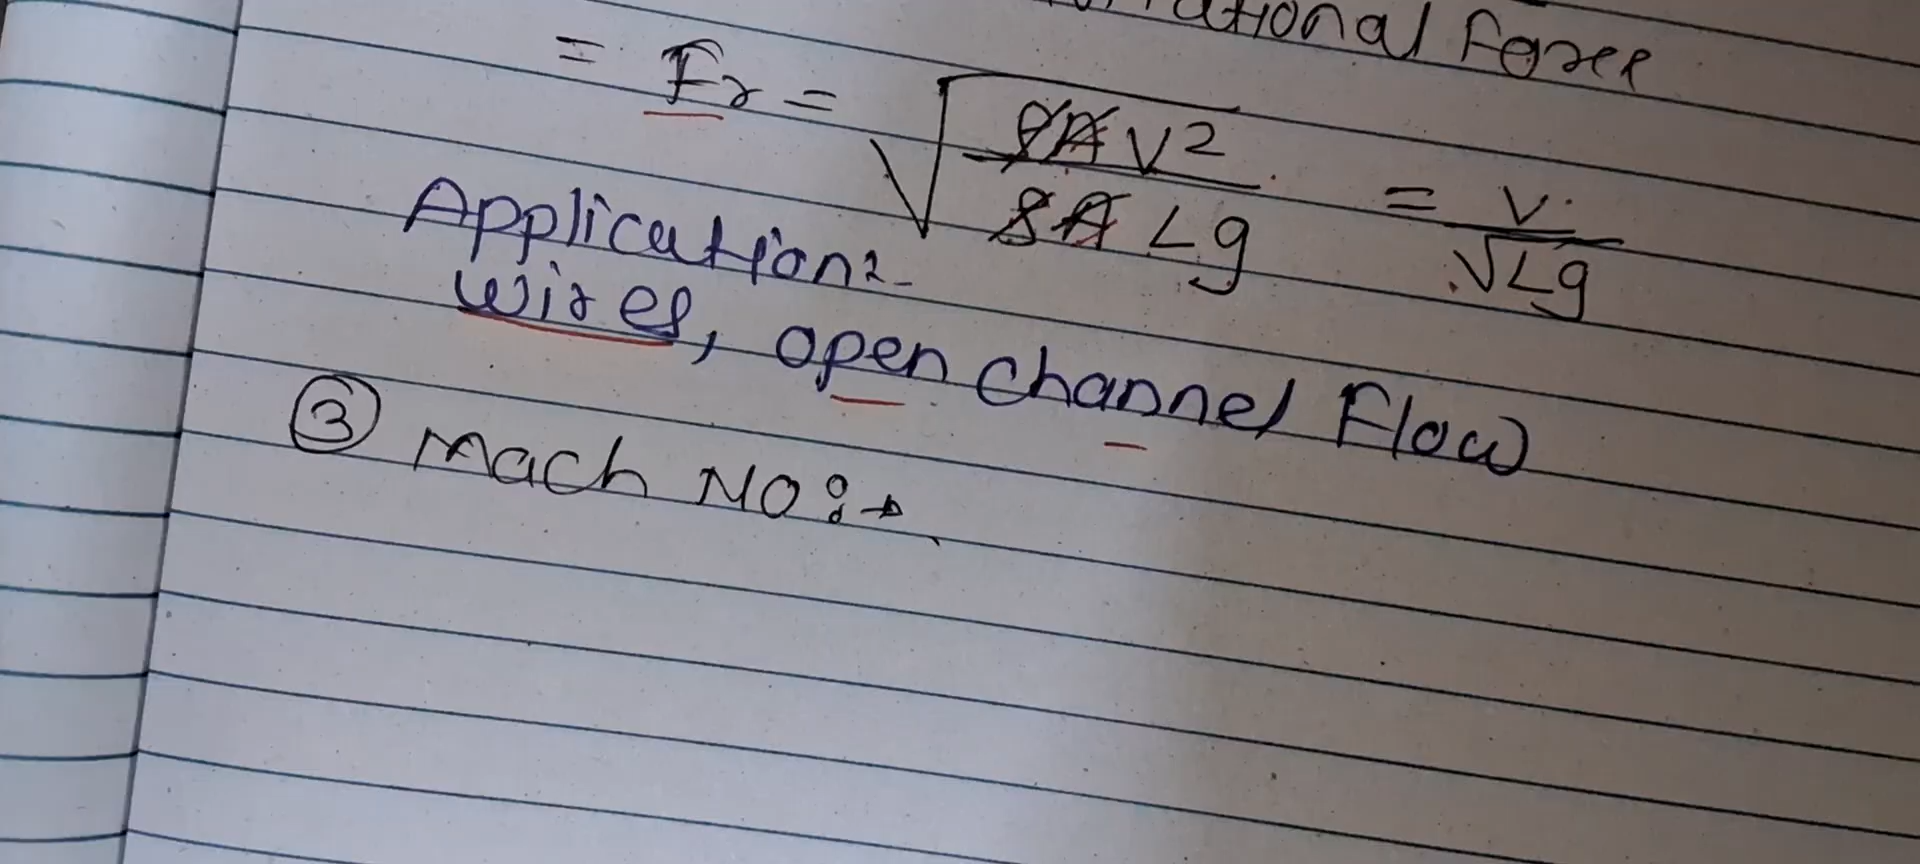 ational Force
= Fr = √(ρAV² / ρALg) = V / √Lg
Application:-
wires, open channel Flow
③ Mach NO:→